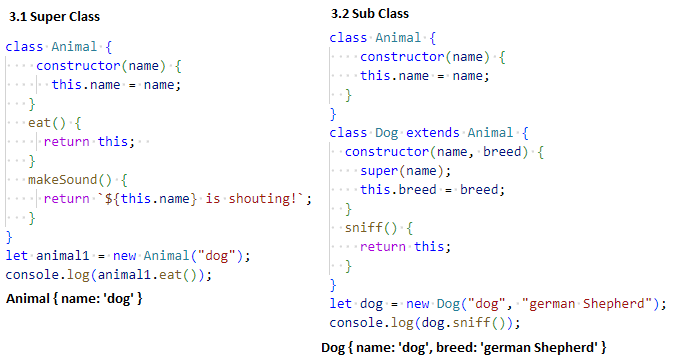 3.1 Super Class
class Animal {
constructor(name) {
this.name = name;
}
eat() {
return this;
}
makeSound() {
return `${this.name} is shouting!`;
}
}
let animal1 = new Animal("dog");
console.log(animal1.eat());
Animal { name: 'dog' }
3.2 Sub Class
class Animal {
constructor(name) {
this.name = name;
}
}
class Dog extends Animal {
constructor(name, breed) {
super(name);
this.breed = breed;
}
sniff() {
return this;
}
}
let dog = new Dog("dog", "german Shepherd");
console.log(dog.sniff());
Dog { name: 'dog', breed: 'german Shepherd' }